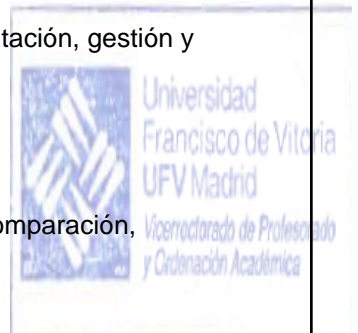 tación, gestión y
Universidad
Francisco de Vitoria
UFV Madrid
omparación,
Vicerrectorado de Profesorado
y Ordenación Académica